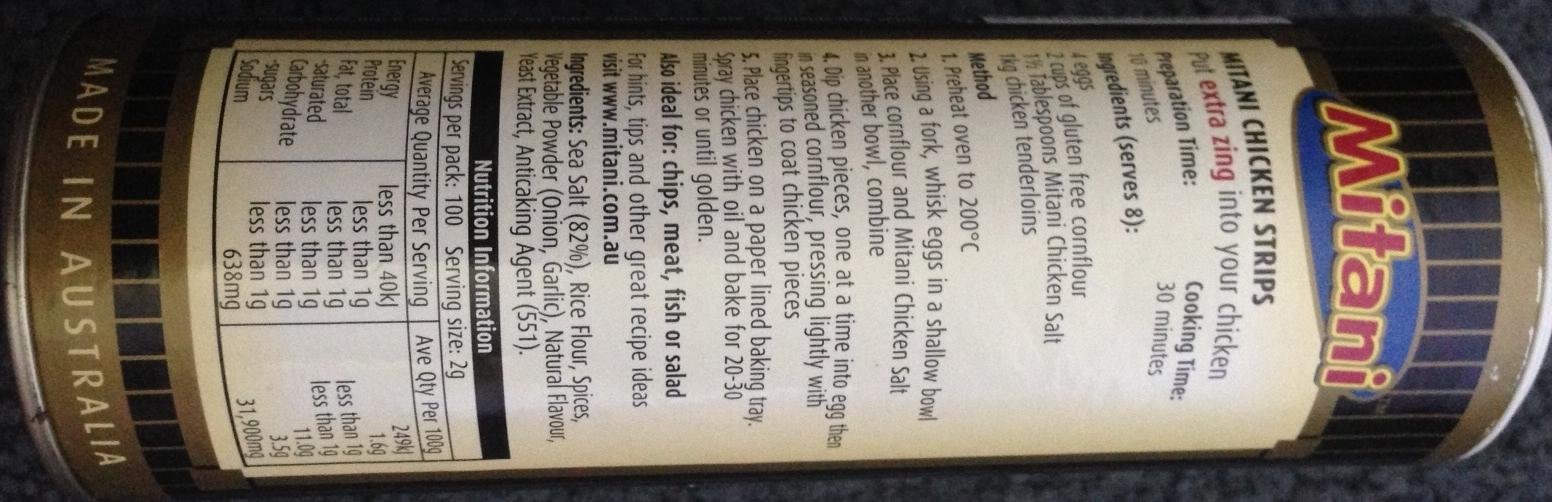 Mitani
MITANI CHICKEN STRIPS
Put extra zing into your chicken
Preparation Time: Cooking Time:
10 minutes 30 minutes
Ingredients (serves 8):
4 eggs
2 cups of gluten free cornflour
1½ Tablespoons Mitani Chicken Salt
1kg chicken tenderloins
Method
1. Preheat oven to 200°C
2. Using a fork, whisk eggs in a shallow bowl
3. Place cornflour and Mitani Chicken Salt
in another bowl, combine
4. Dip chicken pieces, one at a time into egg then
in seasoned cornflour, pressing lightly with
fingertips to coat chicken pieces
5. Place chicken on a paper lined baking tray.
Spray chicken with oil and bake for 20-30
minutes or until golden.
Also ideal for: chips, meat, fish or salad
For hints, tips and other great recipe ideas
visit www.mitani.com.au
Ingredients: Sea Salt (82%), Rice Flour, Spices,
Vegetable Powder (Onion, Garlic), Natural Flavour,
Yeast Extract, Anticaking Agent (551).
Nutrition Information
Servings per pack: 100 Serving size: 2g
Average Quantity Per Serving Ave Qty Per 100g
Energy less than 40kJ 249kJ
Protein less than 1g 1.6g
Fat, total less than 1g less than 1g
-saturated less than 1g less than 1g
Carbohydrate less than 1g 11.0g
-sugars less than 1g 3.5g
Sodium 638mg 31,900mg
MADE IN AUSTRALIA